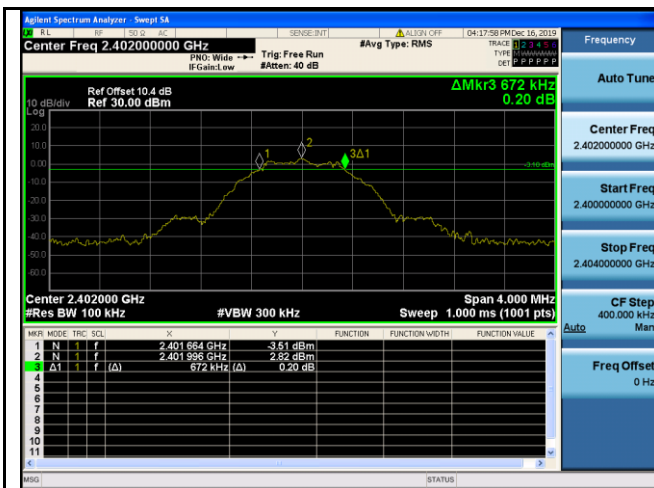 Agilent Spectrum Analyzer - Swept SA
RL RF 50 Ω AC SENSE:INT ALIGN OFF 04:17:58 PM Dec 16, 2019
Center Freq 2.402000000 GHz #Avg Type: RMS TRACE 1 2 3 4 5 6
PNO: Wide Trig: Free Run TYPE M
IFGain:Low #Atten: 40 dB DET P P P P P P
Ref Offset 10.4 dB ΔMkr3 672 kHz
10 dB/div Ref 30.00 dBm 0.20 dB
Log
20.0
10.0
0.00
-10.0
-20.0
-30.0
-40.0
-50.0
-60.0
1
2
3Δ1
-3.18 dBm
Center 2.402000 GHz Span 4.000 MHz
#Res BW 100 kHz #VBW 300 kHz Sweep 1.000 ms (1001 pts)
MKR MODE TRC SCL X Y FUNCTION FUNCTION WIDTH FUNCTION VALUE
1 N 1 f 2.401 664 GHz -3.51 dBm
2 N 1 f 2.401 996 GHz 2.82 dBm
3 Δ1 1 f (Δ) 672 kHz (Δ) 0.20 dB
4
5
6
7
8
9
10
11
MSG STATUS
Frequency
Auto Tune
Center Freq
2.402000000 GHz
Start Freq
2.400000000 GHz
Stop Freq
2.404000000 GHz
CF Step
400.000 kHz
Auto Man
Freq Offset
0 Hz